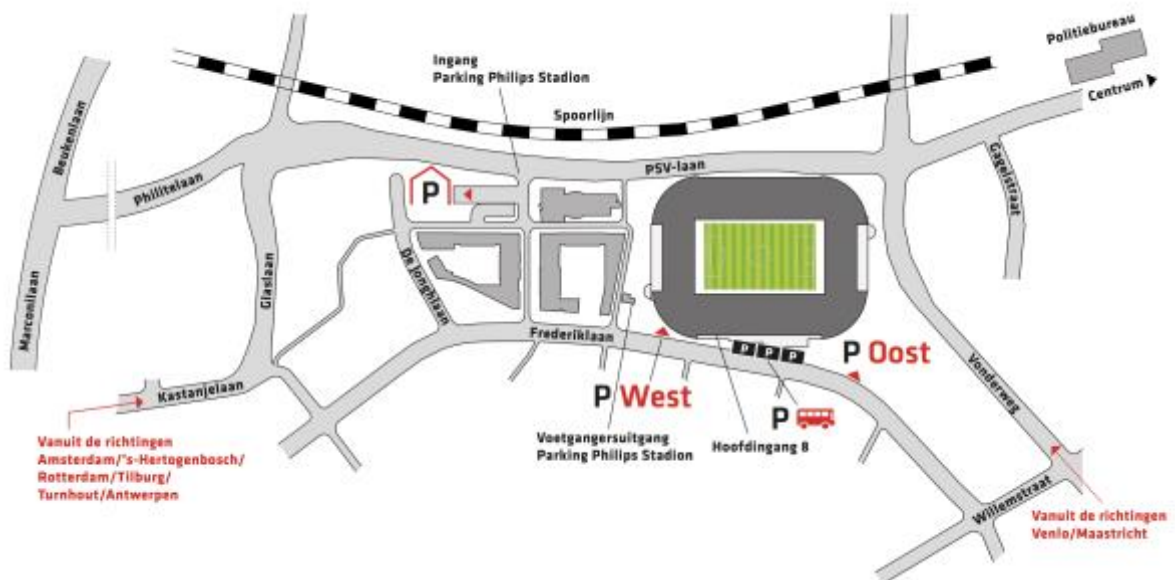 Politiebureau
Centrum
Ingang
Parking Philips Stadion
Spoorlijn
PSV-laan
Beukenlaan
Philitelaan
Gagelstraat
P
De Jonghlaan
Glaslaan
Marconilaan
Frederiklaan
P P P
P Oost
Vonderweg
P West
P
Kastanjelaan
Vanuit de richtingen
Amsterdam/'s-Hertogenbosch/
Rotterdam/Tilburg/
Turnhout/Antwerpen
Voetgangersuitgang
Parking Philips Stadion
Hoofdingang 8
Willemstraat
Vanuit de richtingen
Venlo/Maastricht